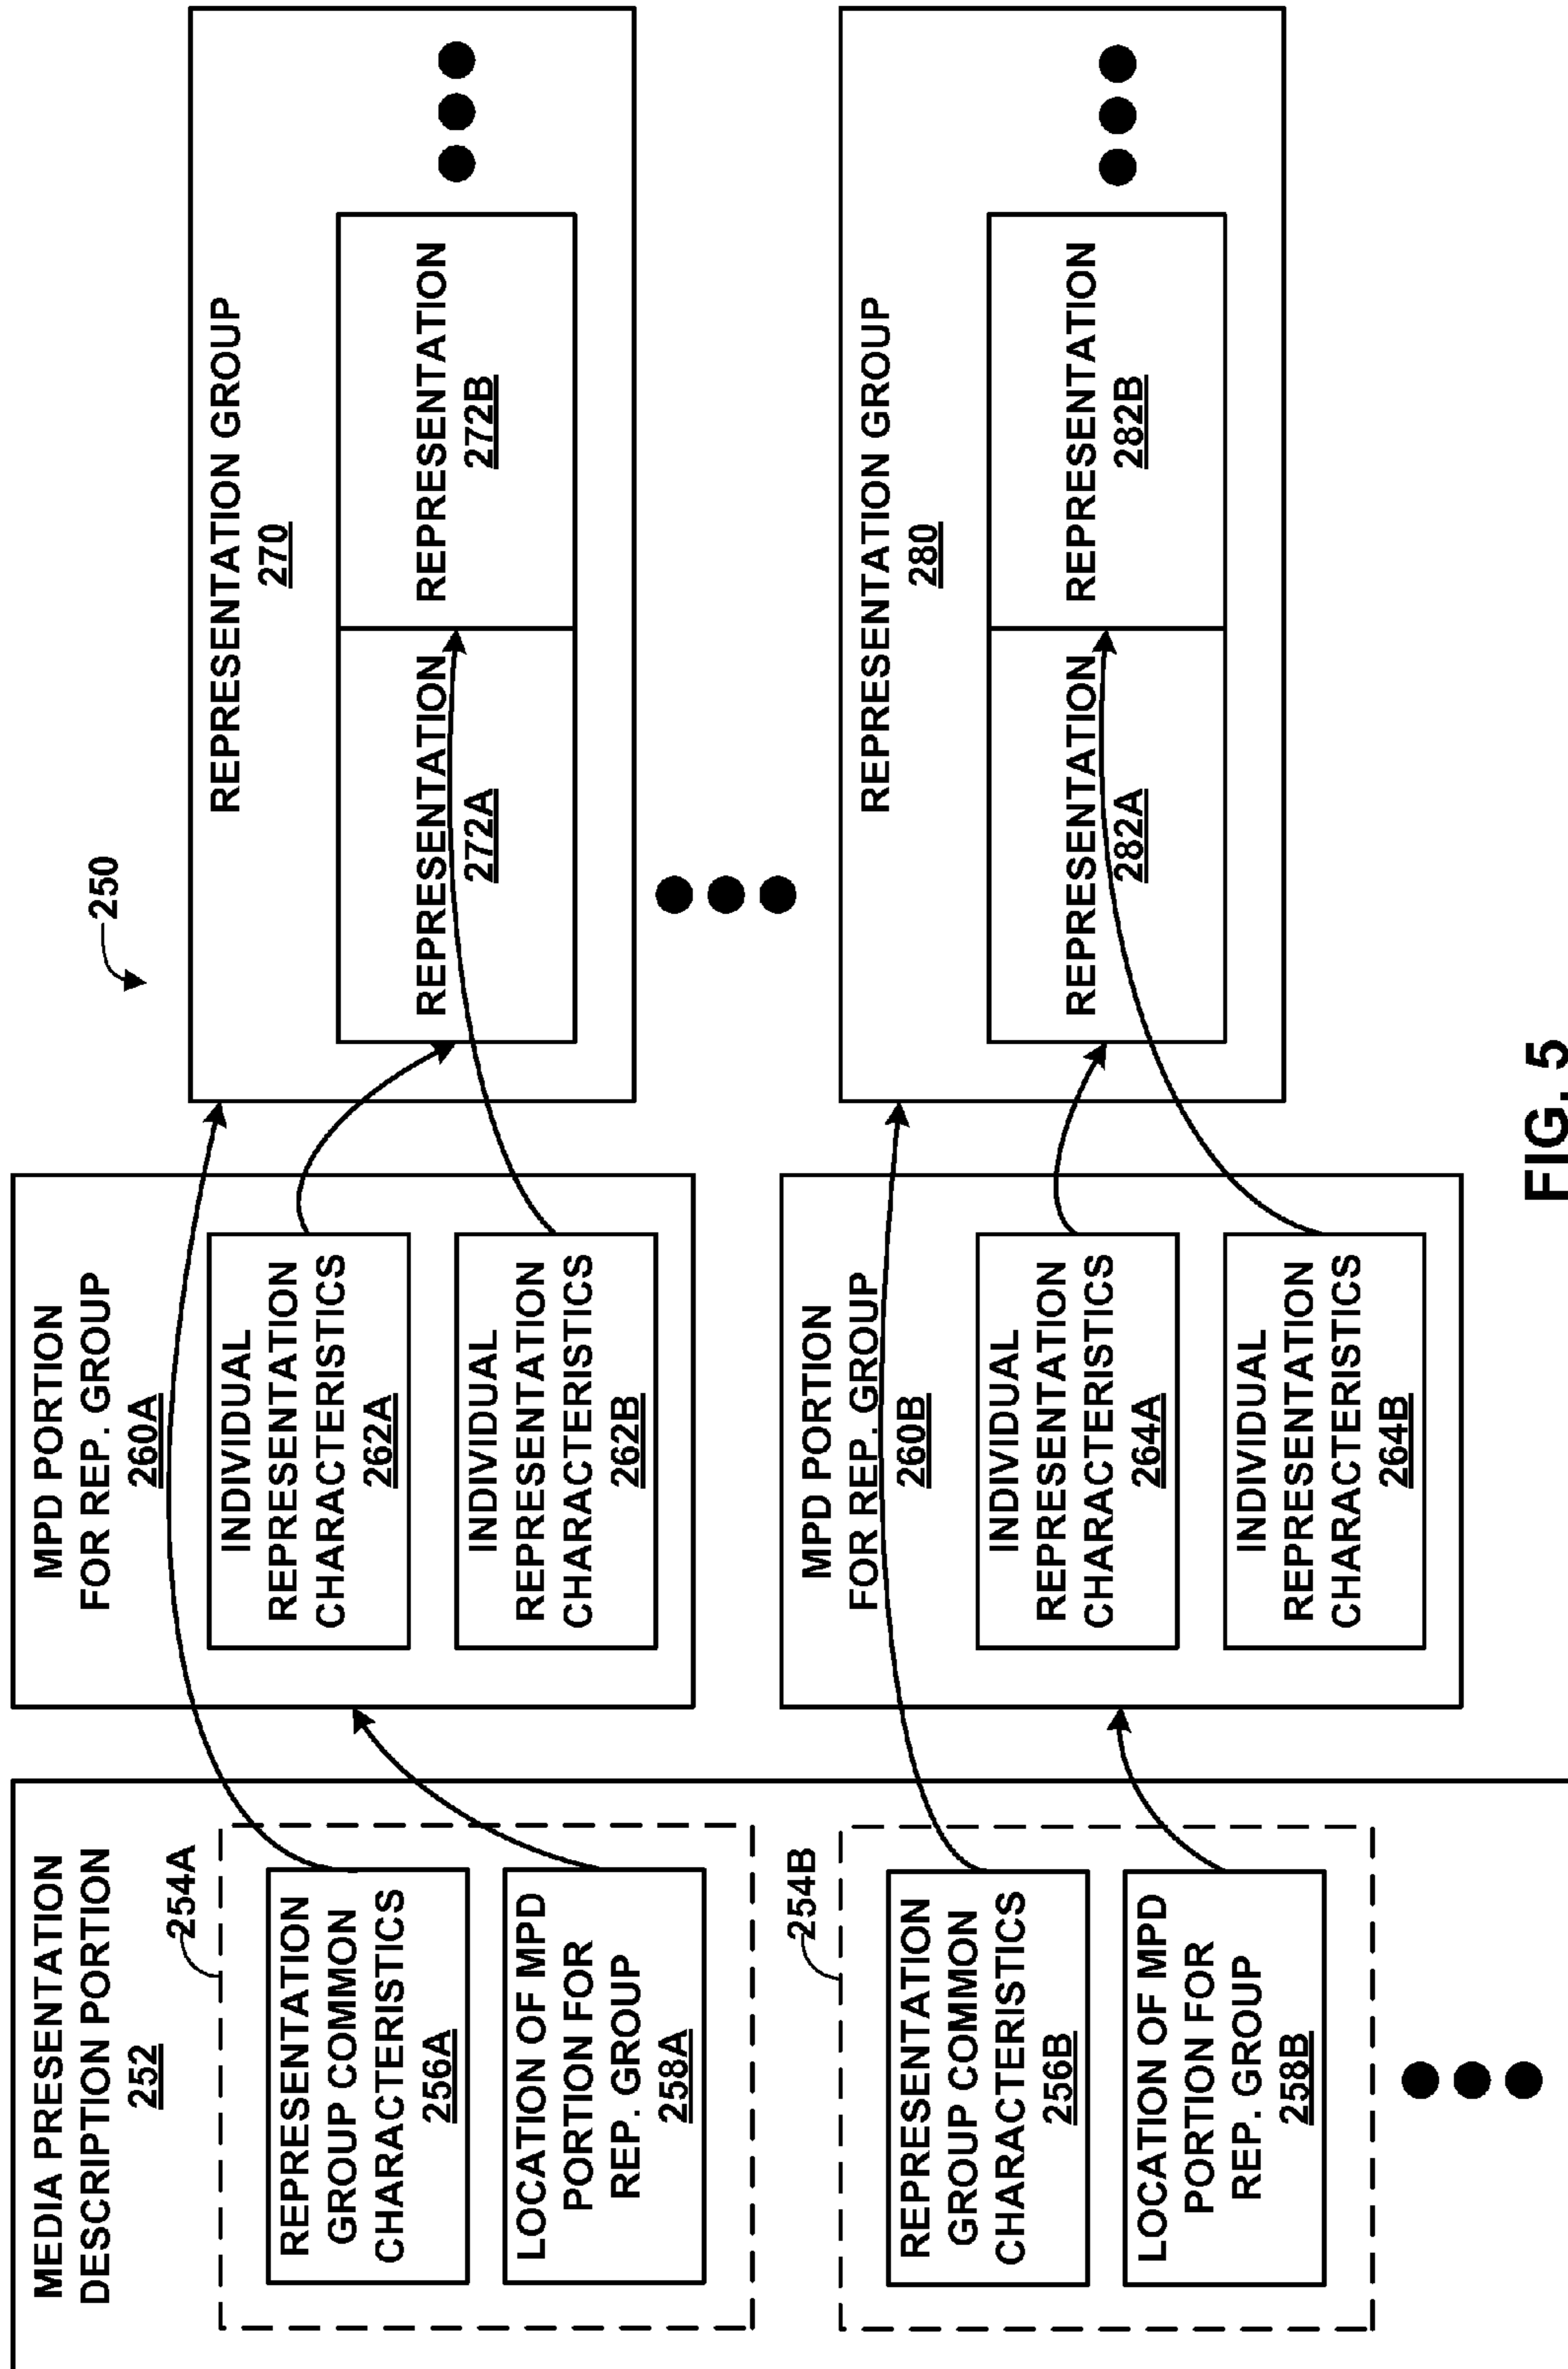 250
MEDIA PRESENTATION
DESCRIPTION PORTION
252
254A
REPRESENTATION
GROUP COMMON
CHARACTERISTICS
256A
LOCATION OF MPD
PORTION FOR
REP. GROUP
258A
254B
REPRESENTATION
GROUP COMMON
CHARACTERISTICS
256B
LOCATION OF MPD
PORTION FOR
REP. GROUP
258B
MPD PORTION
FOR REP. GROUP
260A
INDIVIDUAL
REPRESENTATION
CHARACTERISTICS
262A
INDIVIDUAL
REPRESENTATION
CHARACTERISTICS
262B
MPD PORTION
FOR REP. GROUP
260B
INDIVIDUAL
REPRESENTATION
CHARACTERISTICS
264A
INDIVIDUAL
REPRESENTATION
CHARACTERISTICS
264B
REPRESENTATION GROUP
270
REPRESENTATION
272A
REPRESENTATION
272B
REPRESENTATION GROUP
280
REPRESENTATION
282A
REPRESENTATION
282B
FIG. 5